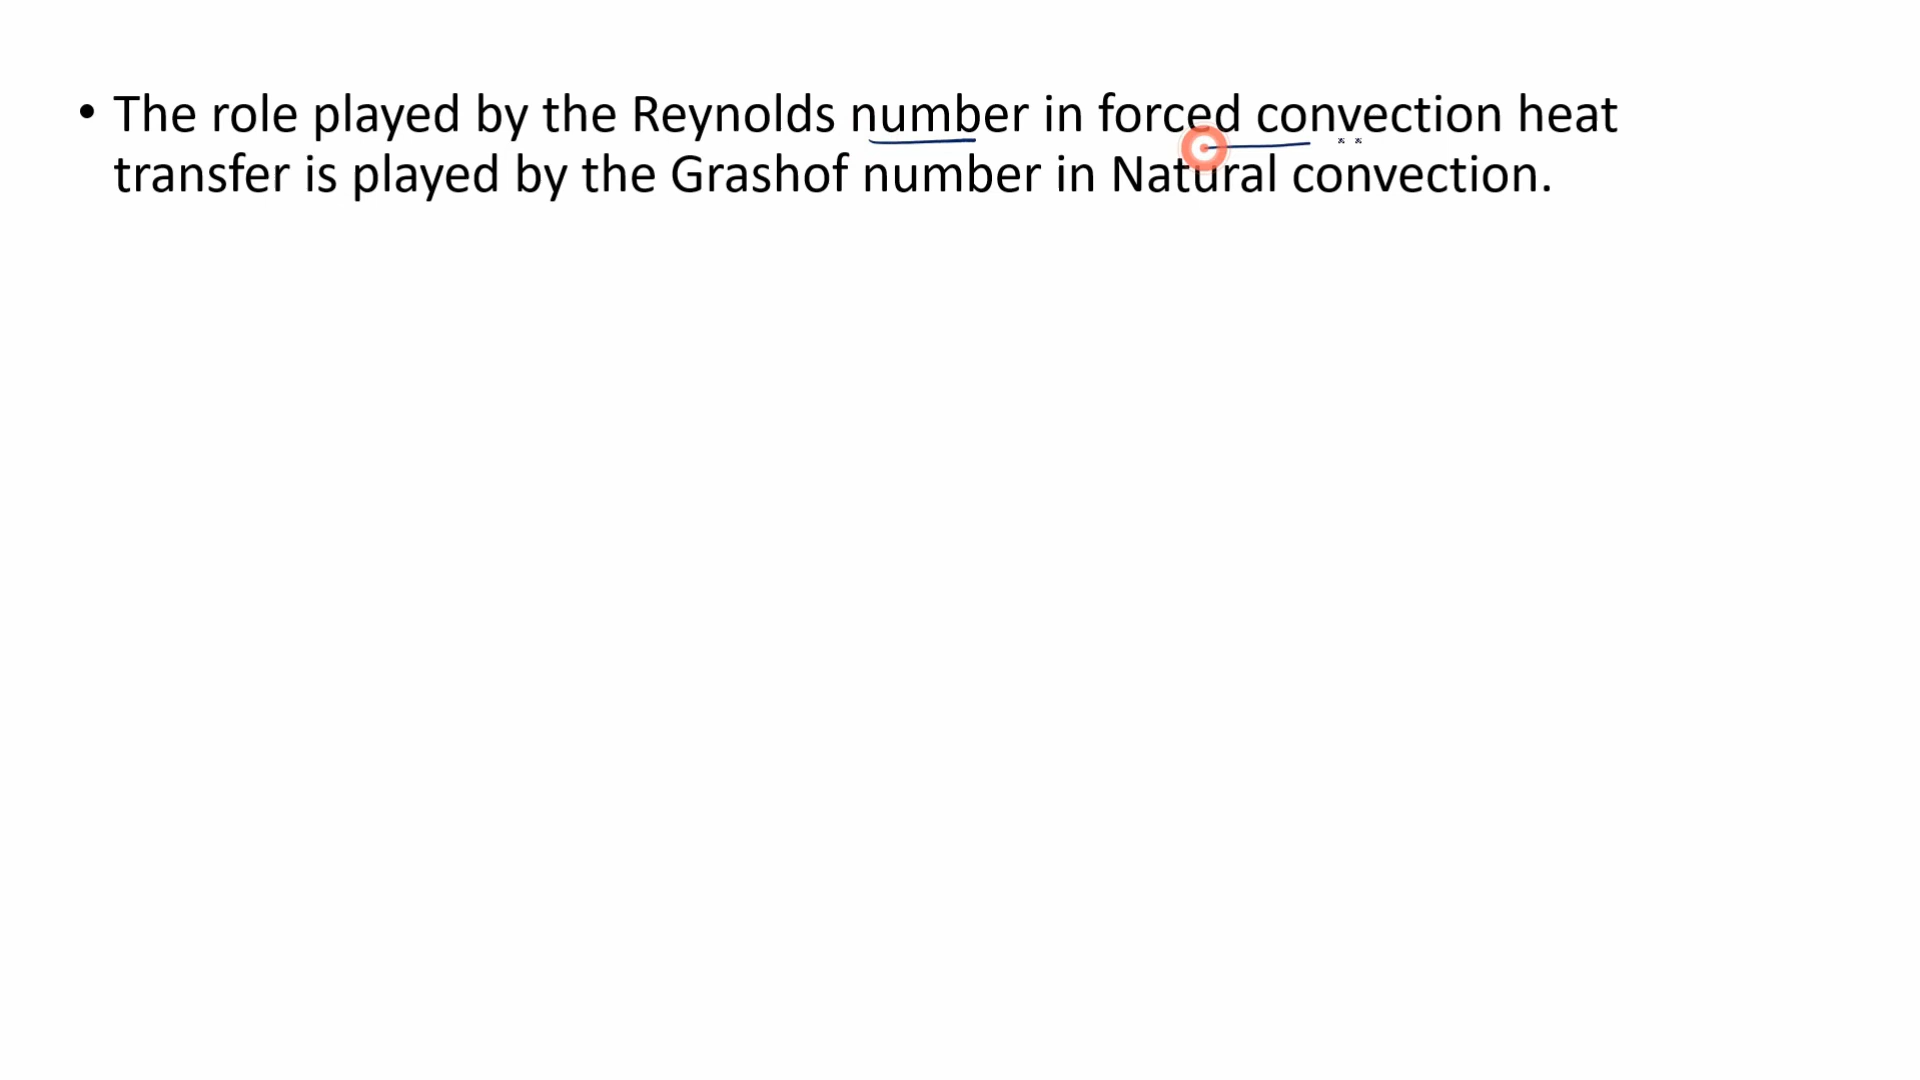 • The role played by the Reynolds number in forced convection heat
transfer is played by the Grashof number in Natural convection.